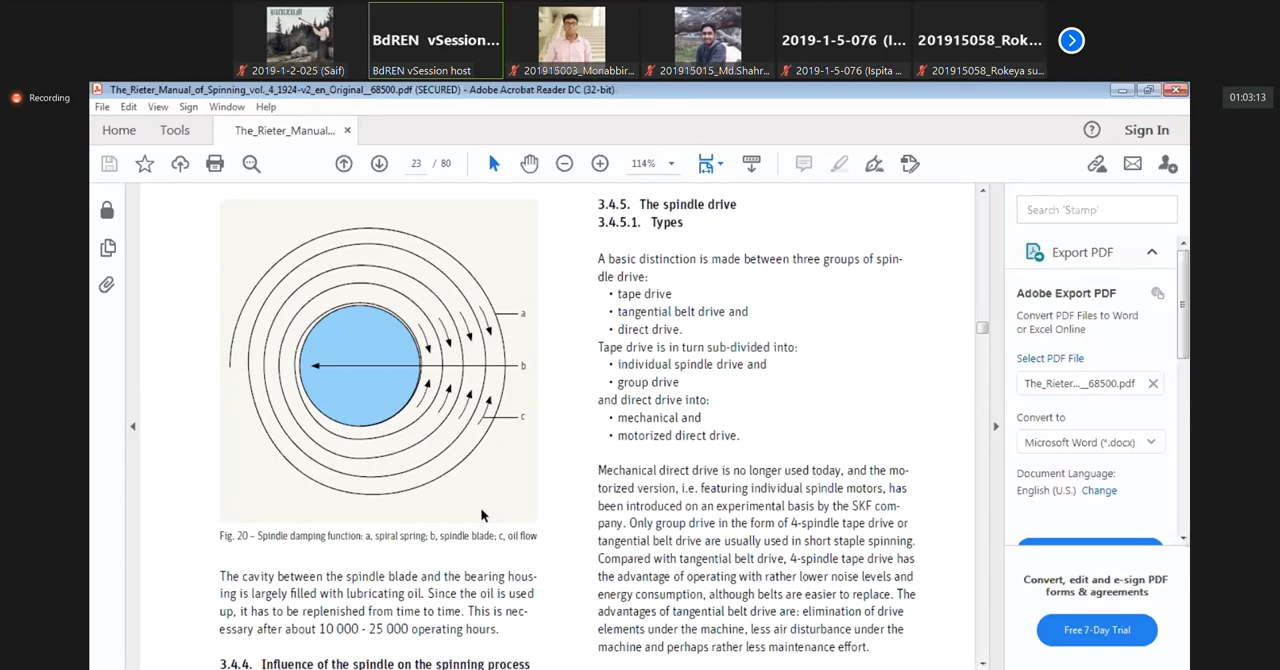 BURZUM
BdREN vSession...
2019-1-5-076 (I...
201915058_Rok...
2019-1-2-025 (Saif)
BdREN vSession host
201915003_Monabbir...
201915015_Md.Shahr...
2019-1-5-076 (Ispita ...
201915058_Rokeya su...
Recording
01:03:13
The_Rieter_Manual_of_Spinning_vol._4_1924-v2_en_Original__68500.pdf (SECURED) - Adobe Acrobat Reader DC (32-bit)
File Edit View Sign Window Help
Home Tools The_Rieter_Manual... × Sign In
23 / 80 114%
a
b
c
Fig. 20 – Spindle damping function: a, spiral spring; b, spindle blade; c, oil flow
The cavity between the spindle blade and the bearing hous-
ing is largely filled with lubricating oil. Since the oil is used
up, it has to be replenished from time to time. This is nec-
essary after about 10 000 - 25 000 operating hours.
3.4.4. Influence of the spindle on the spinning process
3.4.5. The spindle drive
3.4.5.1. Types
A basic distinction is made between three groups of spin-
dle drive:
• tape drive
• tangential belt drive and
• direct drive.
Tape drive is in turn sub-divided into:
• individual spindle drive and
• group drive
and direct drive into:
• mechanical and
• motorized direct drive.
Mechanical direct drive is no longer used today, and the mo-
torized version, i.e. featuring individual spindle motors, has
been introduced on an experimental basis by the SKF com-
pany. Only group drive in the form of 4-spindle tape drive or
tangential belt drive are usually used in short staple spinning.
Compared with tangential belt drive, 4-spindle tape drive has
the advantage of operating with rather lower noise levels and
energy consumption, although belts are easier to replace. The
advantages of tangential belt drive are: elimination of drive
elements under the machine, less air disturbance under the
machine and perhaps rather less maintenance effort.
Search 'Stamp'
Export PDF
Adobe Export PDF
Convert PDF Files to Word
or Excel Online
Select PDF File
The_Rieter...__68500.pdf
Convert to
Microsoft Word (*.docx)
Document Language:
English (U.S.) Change
Convert, edit and e-sign PDF
forms & agreements
Free 7-Day Trial